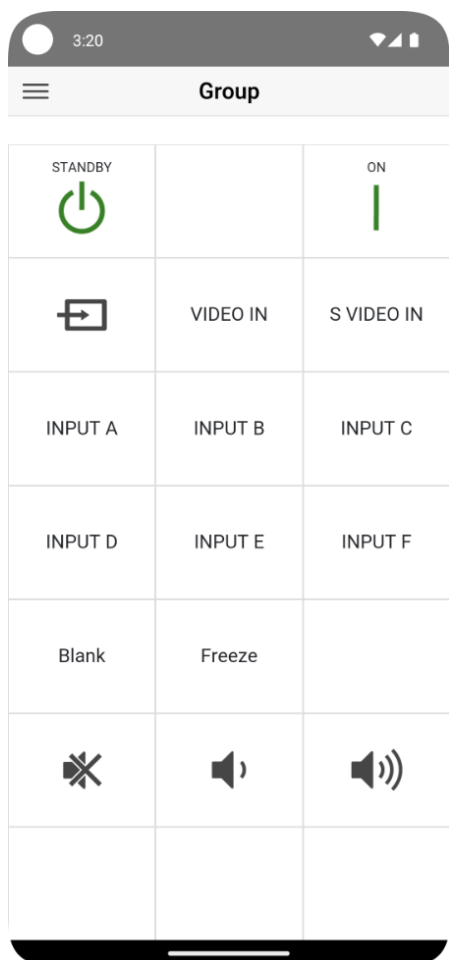 3:20
Group
STANDBY
ON
VIDEO IN
S VIDEO IN
INPUT A
INPUT B
INPUT C
INPUT D
INPUT E
INPUT F
Blank
Freeze